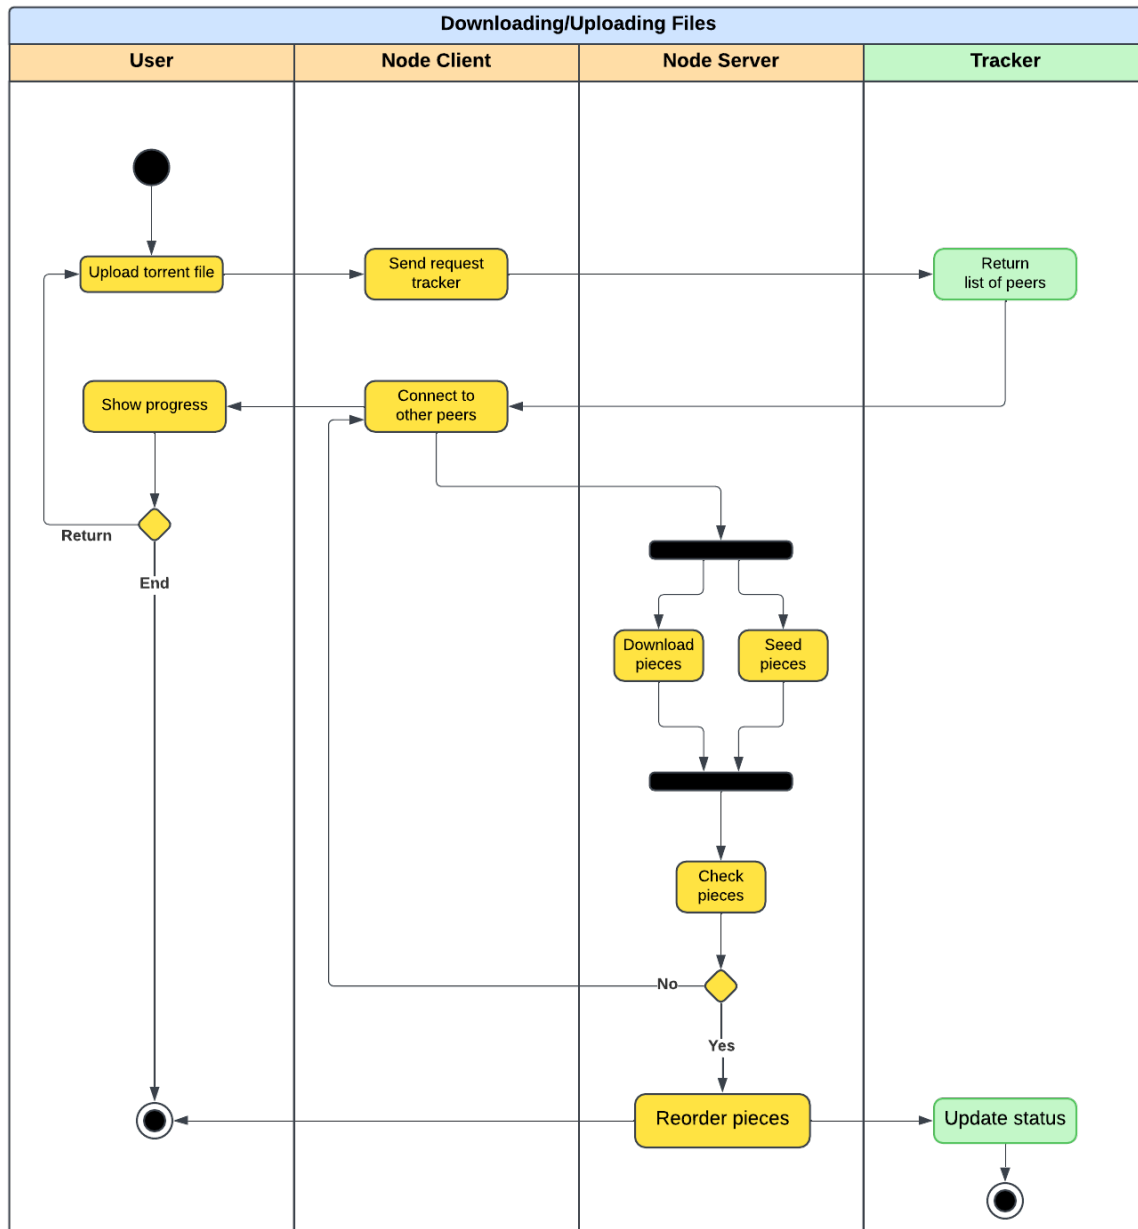 Downloading/Uploading Files
User
Node Client
Node Server
Tracker
Upload torrent file
Send request
tracker
Return
list of peers
Show progress
Connect to
other peers
Return
End
Download
pieces
Seed
pieces
Check
pieces
No
Yes
Reorder pieces
Update status